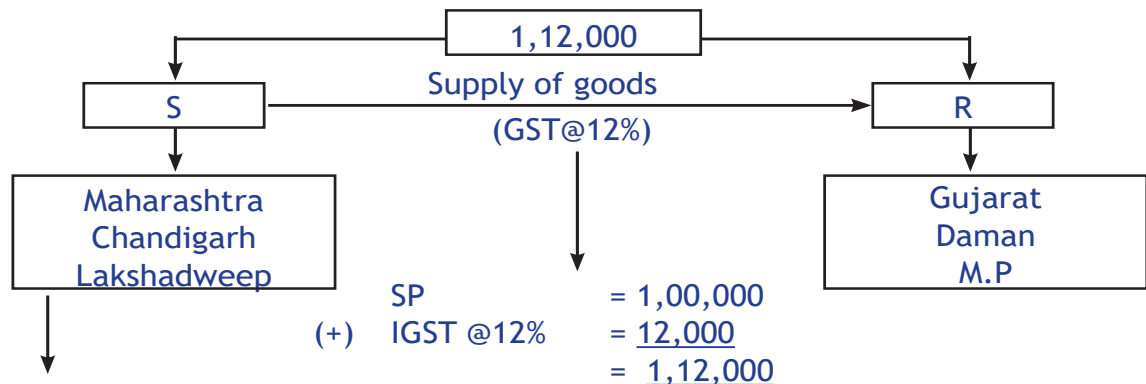 1,12,000
S
Supply of goods
(GST@12%)
R
Maharashtra
Chandigarh
Lakshadweep
Gujarat
Daman
M.P
SP = 1,00,000
(+) IGST @12% = 12,000
= 1,12,000